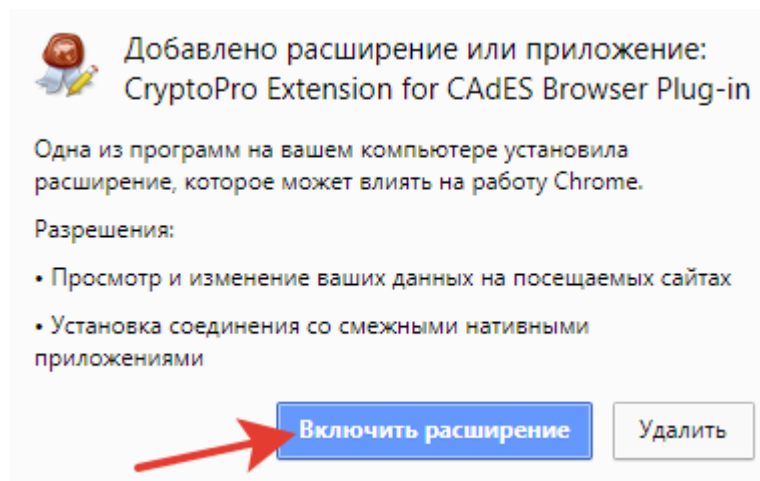 Добавлено расширение или приложение:
CryptoPro Extension for CAdES Browser Plug-in
Одна из программ на вашем компьютере установила
расширение, которое может влиять на работу Chrome.
Разрешения:
• Просмотр и изменение ваших данных на посещаемых сайтах
• Установка соединения со смежными нативными
приложениями
Включить расширение
Удалить